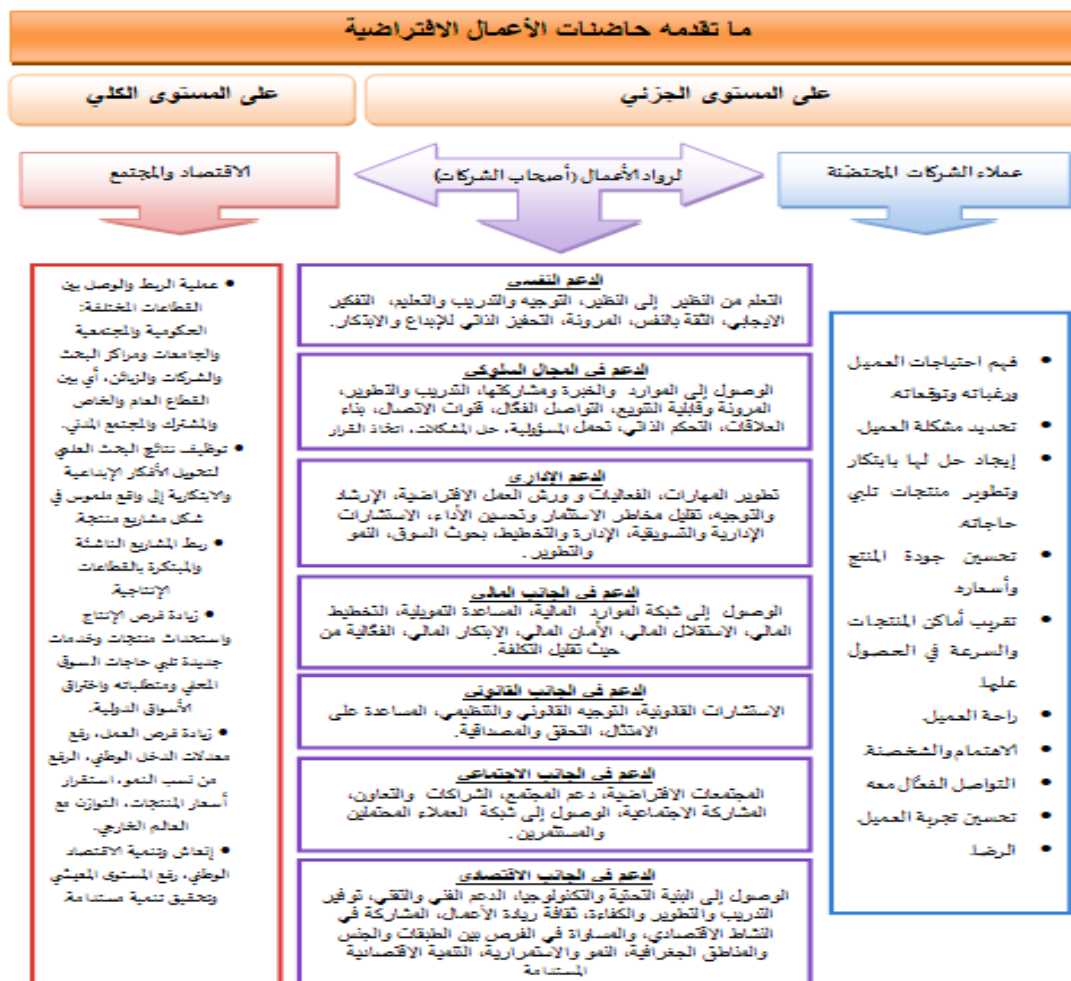 ما تقدمه حاضنات الأعمال الافتراضية
على المستوى الجزئي
على المستوى الكلي
عملاء الشركات المحتضنة
لرواد الأعمال (أصحاب الشركات)
الاقتصاد والمجتمع
• فهم احتياجات العميل
ورغباته وتوقعاته.
• تحديد مشكلة العميل.
• إيجاد حل لها بابتكار
وتطوير منتجات تلبي
حاجاته.
• تحسين جودة المنتج
وأسعاره.
• تقريب أماكن المنتجات
والسرعة في الحصول
عليها.
• راحة العميل.
• الاهتمام والشخصنة.
• التواصل الفعّال معه
• تحسين تجربة العميل.
• الرضا.
الدعم النفسي
التعلم من النظير إلى النظير، التوجيه والتدريب والتعليم، التفكير
الايجابي، الثقة بالنفس، المرونة، التحفيز الذاتي للإبداع والابتكار.
الدعم في المجال السلوكي
الوصول إلى الموارد والخبرة ومشاركتها، التدريب والتطوير،
المرونة وقابلية التنويع، التواصل الفعّال، قنوات الاتصال، بناء
العلاقات، التحكم الذاتي، تحمل المسؤولية، حل المشكلات، اتخاذ القرار
الدعم الإداري
تطوير المهارات، الفعاليات و ورش العمل الافتراضية، الإرشاد
والتوجيه، تقليل مخاطر الاستثمار وتحسين الأداء، الاستشارات
الإدارية والتسويقية، الإدارة والتخطيط، بحوث السوق، النمو
والتطوير.
الدعم في الجانب المالي
الوصول إلى شبكة الموارد المالية، المساعدة التمويلية، التخطيط
المالي، الاستقلال المالي، الأمان المالي، الابتكار المالي، الفعّالية من
حيث تقليل التكلفة.
الدعم في الجانب القانوني
الاستشارات القانونية، التوجيه القانوني والتنظيمي، المساعدة على
الامتثال، التحقق والمصداقية.
الدعم في الجانب الاجتماعي
المجتمعات الافتراضية، دعم المجتمع، الشراكات والتعاون،
المشاركة الاجتماعية، الوصول إلى شبكة العملاء المحتملين
والمستثمرين .
الدعم في الجانب الاقتصادي
الوصول إلى البنية التحتية والتكنولوجيا، الدعم الفني والتقني، توفير
التدريب والتطوير والكفاءة، ثقافة ريادة الأعمال، المشاركة في
النشاط الاقتصادي، والمساواة في الفرص بين الطبقات والجنس
والمناطق الجغرافية، النمو والاستمرارية، التنمية الاقتصادية
المستدامة
• عملية الربط والوصل بين
القطاعات المختلفة:
الحكومية والمجتمعية
والجامعات ومراكز البحث
والشركات والزبائن، أي بين
القطاع العام والخاص
والمشترك والمجتمع المدني.
• توظيف نتائج البحث العلمي
لتحويل الأفكار الإبداعية
والابتكارية إلى واقع ملموس في
شكل مشاريع منتجة.
• ربط المشاريع الناشئة
والمبتكرة بالقطاعات
الإنتاجية.
• زيادة فرص الإنتاج
واستحداث منتجات وخدمات
جديدة تلبي حاجات السوق
المحلي ومتطلباته واختراق
الأسواق الدولية.
• زيادة فرص العمل، رفع
معدلات الدخل الوطني، الرفع
من نسب النمو، استقرار
أسعار المنتجات، التوازن مع
العالم الخارجي.
• إنعاش وتنمية الاقتصاد
الوطني، رفع المستوى المعيشي
وتحقيق تنمية مستدامة.